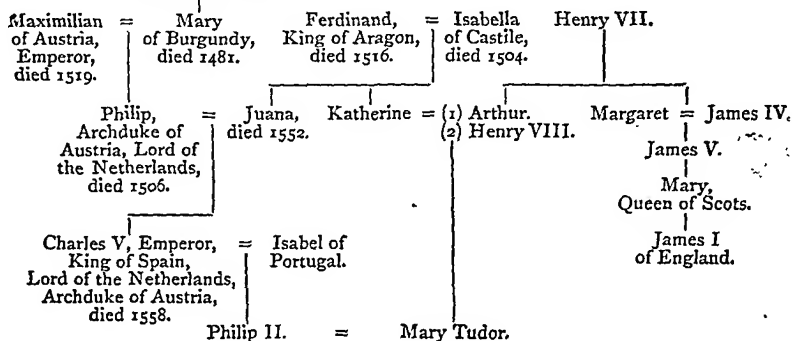 Maximilian = Mary Ferdinand, = Isabella Henry VII.
of Austria, of Burgundy, King of Aragon, of Castile,
Emperor, died 1481. died 1516. died 1504.
died 1519.
Philip, = Juana, Katherine = (1) Arthur. Margaret = James IV.
Archduke of died 1552. (2) Henry VIII.
Austria, Lord of James V.
the Netherlands, Mary,
died 1506. Queen of Scots.
Charles V, Emperor, = Isabel of James I
King of Spain, Portugal. of England.
Lord of the Netherlands,
Archduke of Austria,
died 1558.
Philip II. = Mary Tudor.